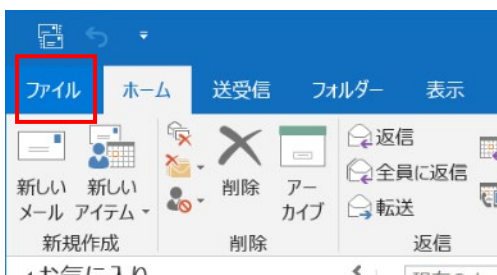 ファイル ホーム 送受信 フォルダー 表示
新しい
メール
新しい
アイテム
削除
アー
カイブ
返信
全員に返信
転送
新規作成 削除 返信